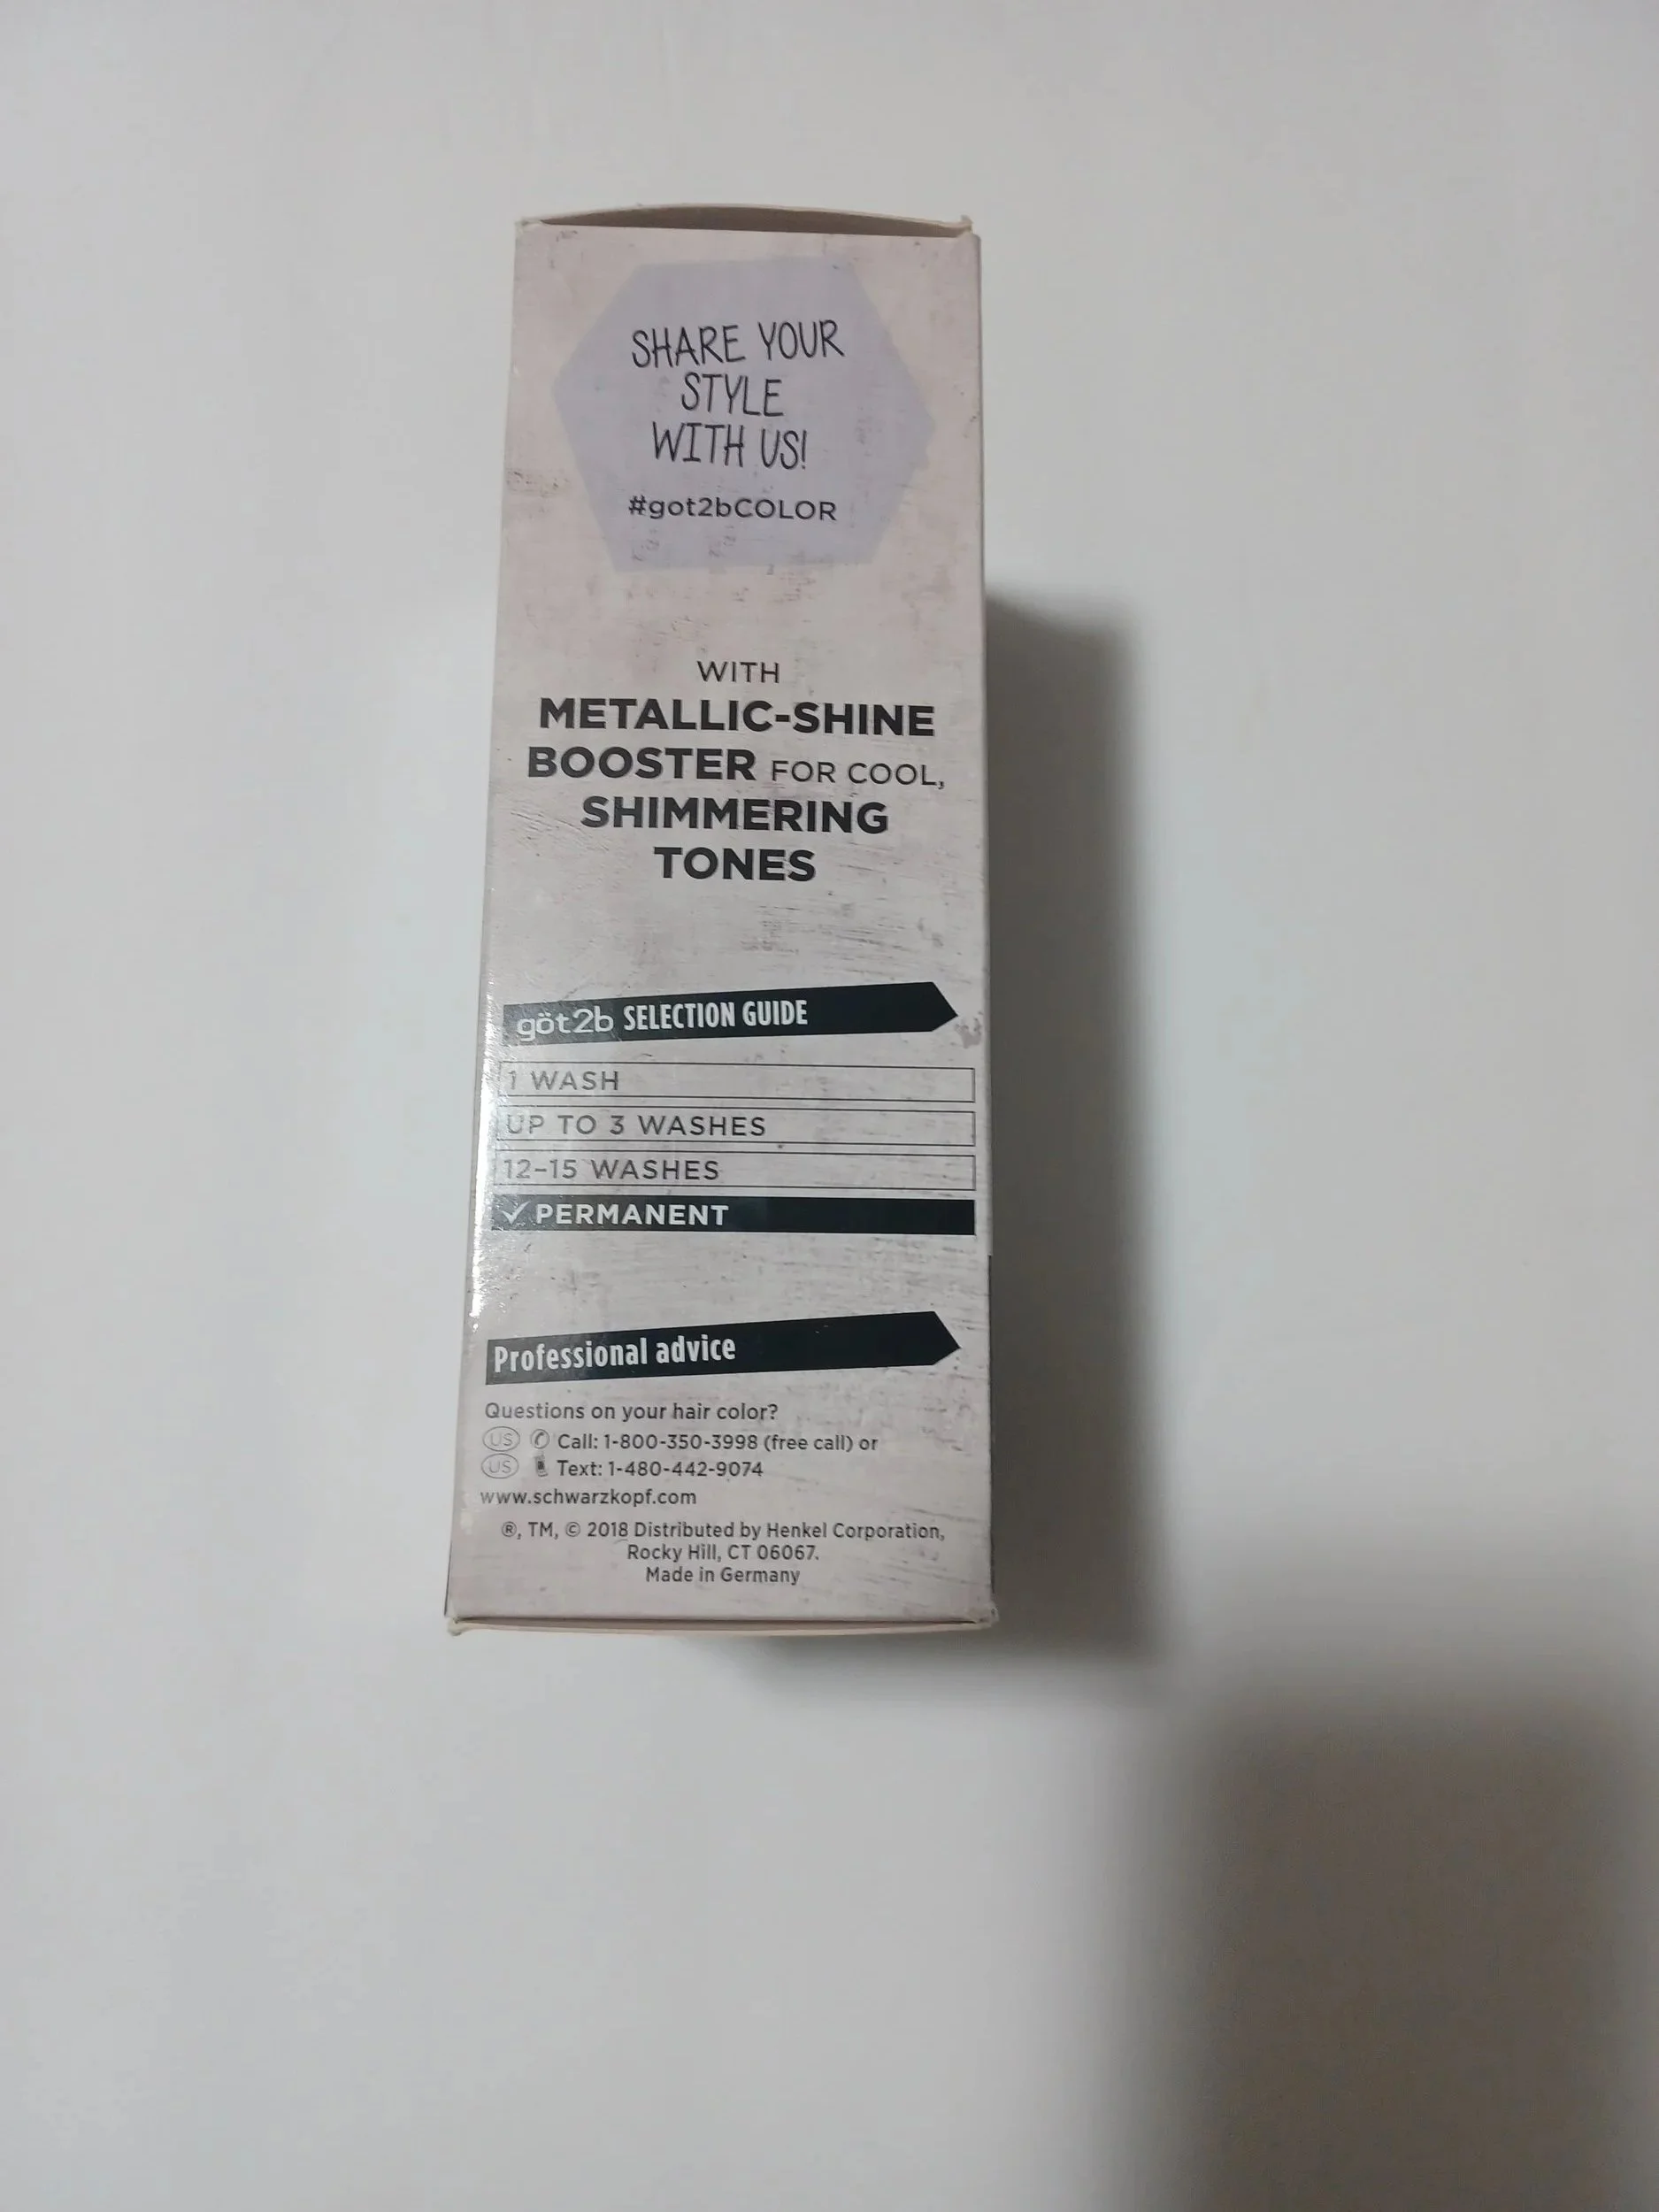 SHARE YOUR
STYLE
WITH US!
#got2bCOLOR
WITH
METALLIC-SHINE
BOOSTER FOR COOL,
SHIMMERING
TONES
göt2b SELECTION GUIDE
1 WASH
UP TO 3 WASHES
12–15 WASHES
✓ PERMANENT
Professional advice
Questions on your hair color?
US Call: 1-800-350-3998 (free call) or
US Text: 1-480-442-9074
www.schwarzkopf.com
®, TM, © 2018 Distributed by Henkel Corporation,
Rocky Hill, CT 06067.
Made in Germany